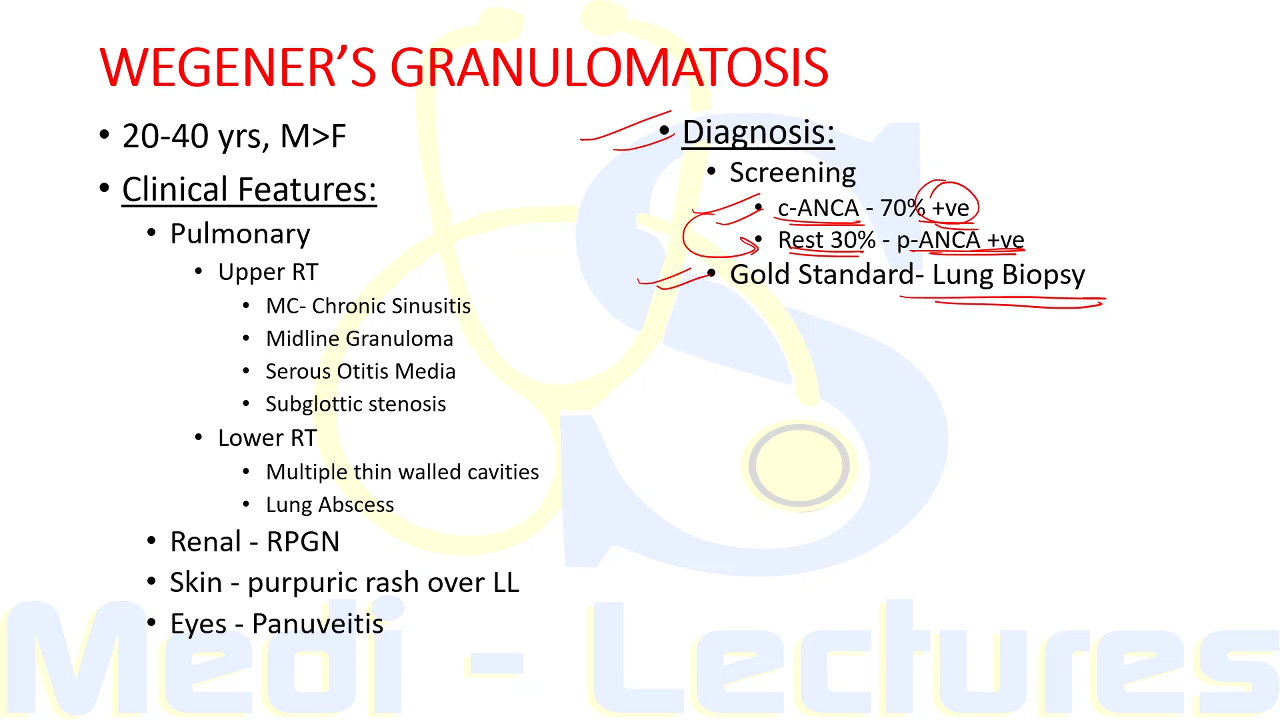 WEGENER’S GRANULOMATOSIS
• 20-40 yrs, M>F
• Clinical Features:
• Pulmonary
• Upper RT
• MC- Chronic Sinusitis
• Midline Granuloma
• Serous Otitis Media
• Subglottic stenosis
• Lower RT
• Multiple thin walled cavities
• Lung Abscess
• Renal - RPGN
• Skin - purpuric rash over LL
• Eyes - Panuveitis
• Diagnosis:
• Screening
• c-ANCA - 70% +ve
• Rest 30% - p-ANCA +ve
• Gold Standard- Lung Biopsy
Medi - Lectures